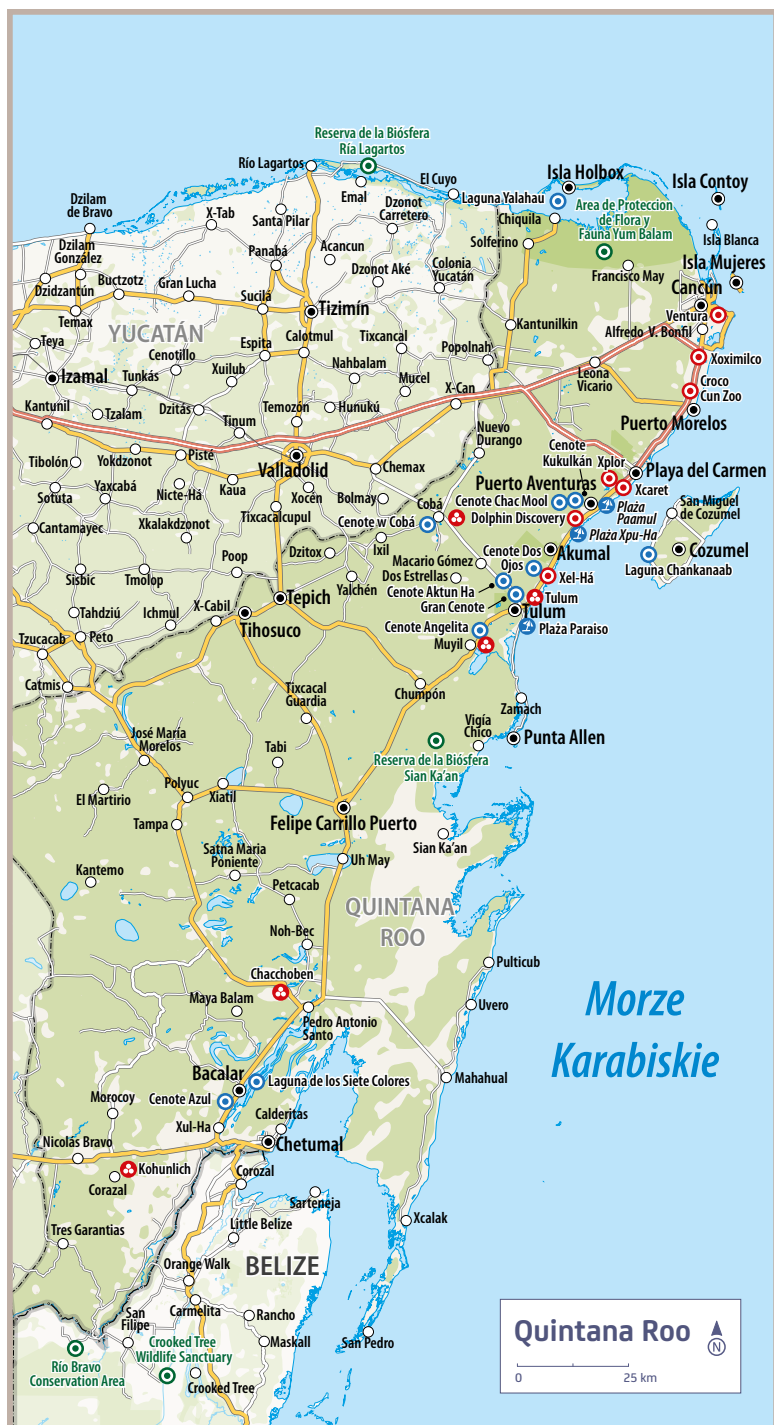 Reserva de la Biósfera
Ría Lagartos
Río Lagartos
El Cuyo
Isla Holbox
Isla Contoy
Emal
Laguna Yalahau
Dzilam
de Bravo
X-Tab
Santa Pilar
Dzonot
Carretero
Chiquila
Area de Proteccion
de Flora y
Fauna Yum Balam
Solferino
Isla Blanca
Dzilam
González
Panabá
Acancun
Isla Mujeres
Colonia
Yucatán
Francisco May
Dzonot Aké
Dzidzantún
Buctzotz
Gran Lucha
Sucilá
Cancún
Ventura
Tizimín
Temax
YUCATÁN
Kantunilkin
Alfredo V. Bonfil
Teya
Cenotillo
Espita
Calotmul
Tixcancal
Popolnah
Xoximilco
Izamal
Tunkás
Xuilub
Nahbalam
Leona
Vicario
Mucel
X-Can
Croco
Cun Zoo
Kantunil
Tzalam
Dzitás
Temozón
Hunukú
Puerto Morelos
Tinum
Nuevo
Durango
Tibolón
Yokdzonot
Pisté
Valladolid
Chemax
Cenote
Kukulkán
Xplor
Playa del Carmen
Sotuta
Yaxcabá
Nicte-Há
Kaua
Xocén
Bolmay
Puerto Aventuras
Xcaret
Cenote Chac Mool
Plaża
Paamul
San Miguel
de Cozumel
Cobá
Tixcacalcupul
Cenote w Cobá
Dolphin Discovery
Cantamayec
Xkalakdzonot
Plaża Xpu-Ha
Dzitox
Ixil
Cenote Dos
Ojos
Akumal
Cozumel
Poop
Macario Gómez
Dos Estrellas
Laguna Chankanaab
Sisbic
Tmolop
Yalchén
Xel-Há
Cenote Aktun Ha
Gran Cenote
Tulum
Tepich
Tahdziú
Ichmul
X-Cabil
Tihosuco
Tulum
Cenote Angelita
Plaża Paraiso
Tzucacab
Peto
Muyil
Catmis
Tixcacal
Guardia
Chumpón
Zamach
José María
Morelos
Vigía
Chico
Punta Allen
Tabi
Reserva de la Biósfera
Sian Ka'an
El Martirio
Polyuc
Xiatil
Tampa
Felipe Carrillo Puerto
Sian Ka'an
Satna Maria
Poniente
Uh May
Kantemo
Petcacab
QUINTANA
ROO
Noh-Bec
Pulticub
Chacchoben
Maya Balam
Uvero
Morze
Karabiskie
Pedro Antonio
Santo
Bacalar
Laguna de los Siete Colores
Mahahual
Morocoy
Cenote Azul
Calderitas
Xul-Ha
Nicolás Bravo
Chetumal
Kohunlich
Corazal
Corozal
Sarteneja
Xcalak
Little Belize
Tres Garantias
BELIZE
Orange Walk
San
Filipe
Carmelita
Rancho
Crooked Tree
Wildlife Sanctuary
Maskall
San Pedro
Río Bravo
Conservation Area
Crooked Tree
Quintana Roo
N
0
25 km